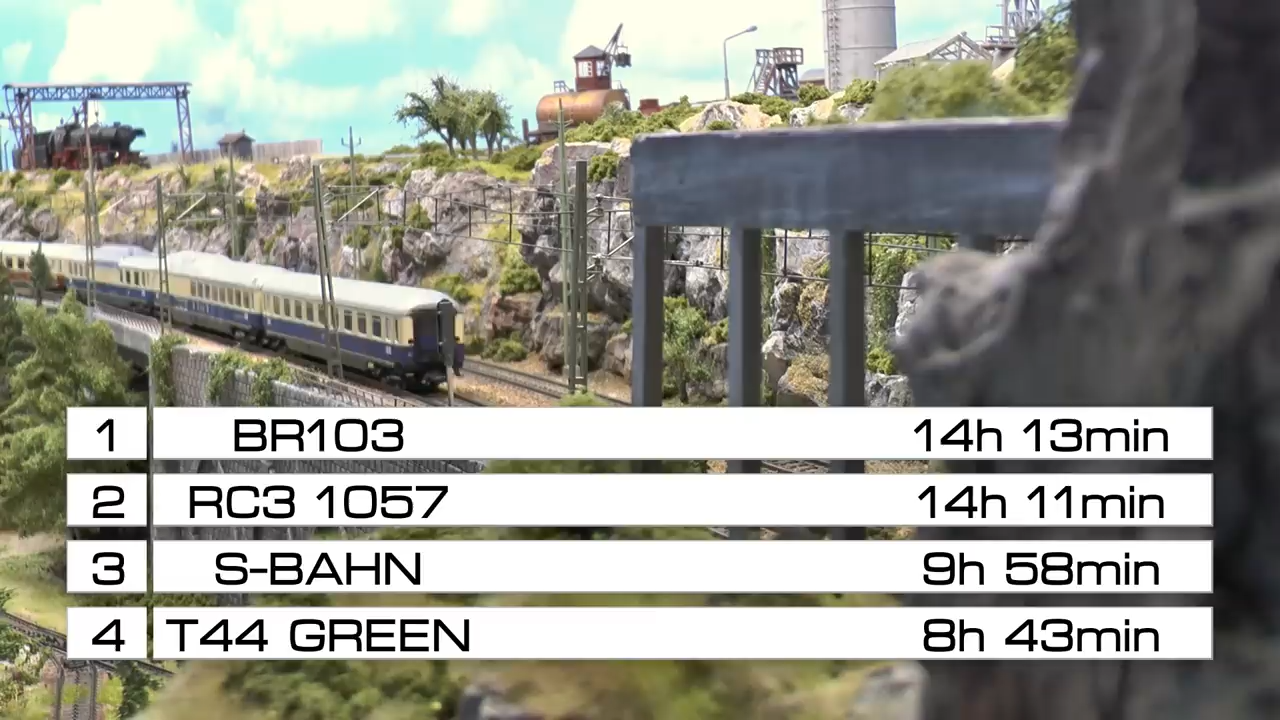 1 BR103 14h 13min
2 RC3 1057 14h 11min
3 S-BAHN 9h 58min
4 T44 GREEN 8h 43min